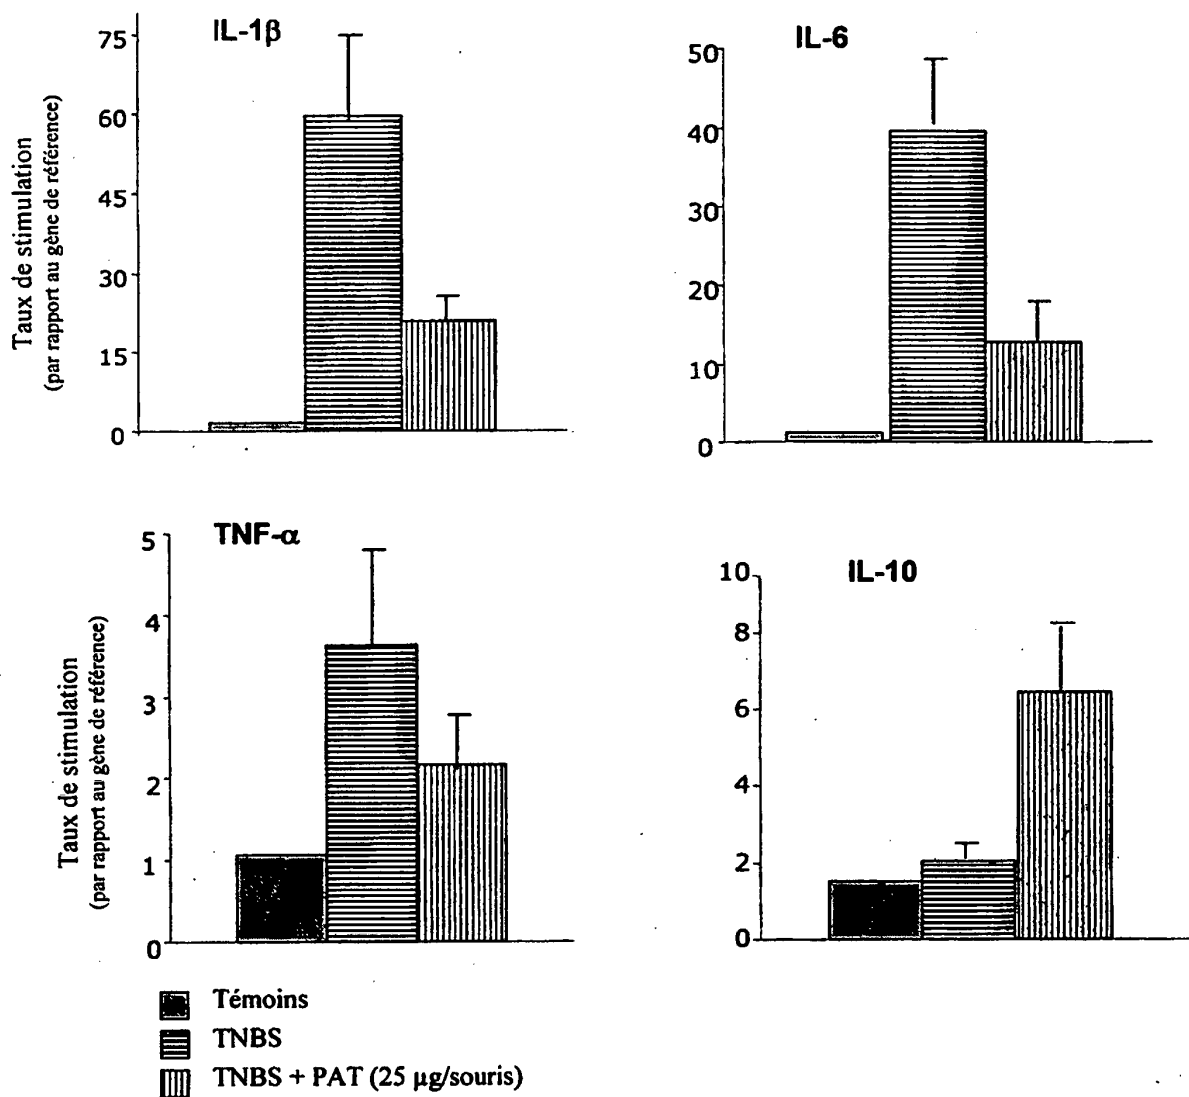 IL-1β
75
60
45
30
15
0
Taux de stimulation
(par rapport au gène de référence)
IL-6
50
40
30
20
10
0
TNF-α
5
4
3
2
1
0
Taux de stimulation
(par rapport au gène de référence)
IL-10
10
8
6
4
2
0
Témoins
TNBS
TNBS + PAT (25 µg/souris)